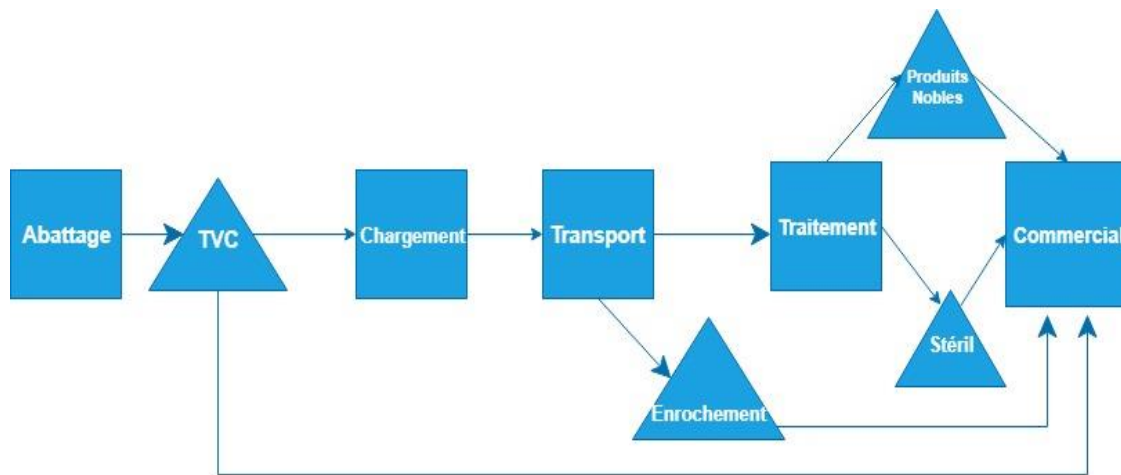 Produits
Nobles
Abattage
TVC
Chargement
Transport
Traitement
Commercial
Stéril
Enrochement